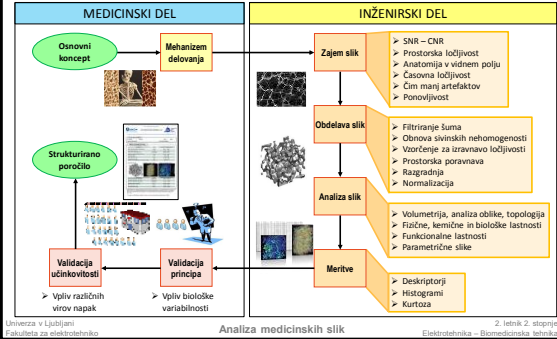 MEDICINSKI DEL
Osnovni
koncept
Mehanizem
delovanja
Strukturirano
poročilo
Validacija
učinkovitosti
Validacija
principa
➢ Vpliv različnih
virov napak
➢ Vpliv biološke
variabilnosti
INŽENIRSKI DEL
Zajem slik
➢ SNR – CNR
➢ Prostorska ločljivost
➢ Anatomija v vidnem polju
➢ Časovna ločljivost
➢ Čim manj artefaktov
➢ Ponovljivost
Obdelava slik
➢ Filtriranje šuma
➢ Obnova sivinskih nehomogenosti
➢ Vzorčenje za izravnavo ločljivosti
➢ Prostorska poravnava
➢ Razgradnja
➢ Normalizacija
Analiza slik
➢ Volumetrija, analiza oblike, topologija
➢ Fizične, kemične in biološke lastnosti
➢ Funkcionalne lastnosti
➢ Parametrične slike
Meritve
➢ Deskriptorji
➢ Histogrami
➢ Kurtoza
Univerza v Ljubljani
Fakulteta za elektrotehniko
Analiza medicinskih slik
2. letnik 2. stopnje
Elektrotehnika – Biomedicinska tehnika